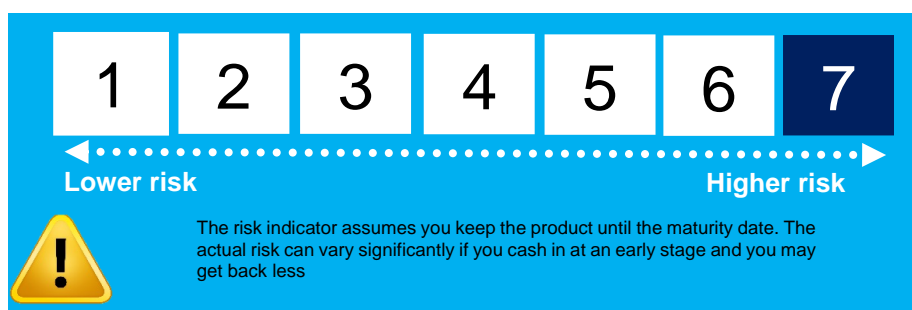 1 2 3 4 5 6 7
Lower risk Higher risk
The risk indicator assumes you keep the product until the maturity date. The
actual risk can vary significantly if you cash in at an early stage and you may
get back less